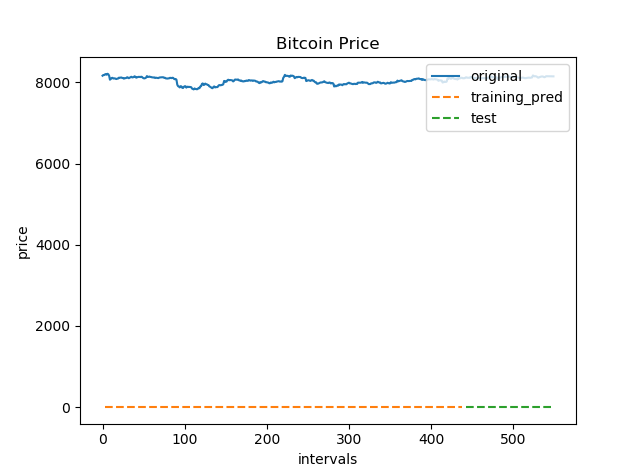 Bitcoin Price
original
training_pred
test
8000
6000
4000
2000
0
price
0 100 200 300 400 500
intervals